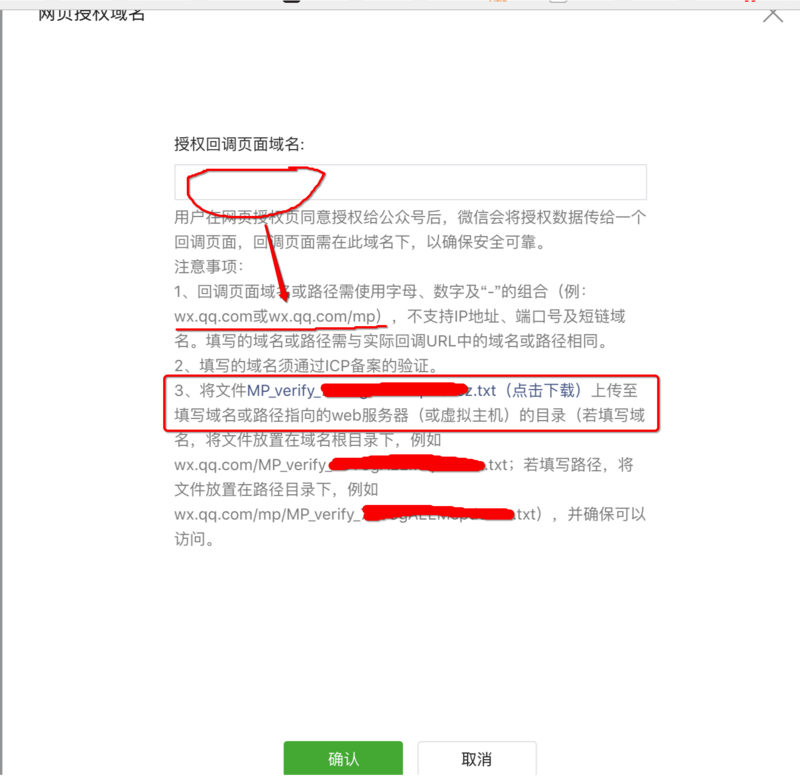 网页授权域名
授权回调页面域名:
用户在网页授权页同意授权给公众号后，微信会将授权数据传给一个
回调页面，回调页面需在此域名下，以确保安全可靠。
注意事项：
1、回调页面域名或路径需使用字母、数字及“-”的组合（例：
wx.qq.com或wx.qq.com/mp），不支持IP地址、端口号及短链域
名。填写的域名或路径需与实际回调URL中的域名或路径相同。
2、填写的域名须通过ICP备案的验证。
3、将文件MP_verify_ z.txt（点击下载）上传至
填写域名或路径指向的web服务器（或虚拟主机）的目录（若填写域
名，将文件放置在域名根目录下，例如
wx.qq.com/MP_verify_ .txt；若填写路径，将
文件放置在路径目录下，例如
wx.qq.com/mp/MP_verify_ .txt），并确保可以
访问。
确认 取消